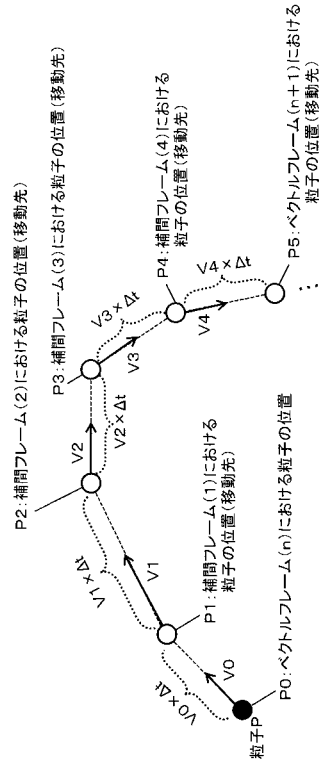 P2:補間フレーム(2)における粒子の位置(移動先)
P3:補間フレーム(3)における粒子の位置(移動先)
P4:補間フレーム(4)における
粒子の位置(移動先)
P5:ベクトルフレーム(n+1)における
粒子の位置(移動先)
V2
V2×Δt
V3×Δt
V3
V4×Δt
V4
V1×Δt
V1
P1:補間フレーム(1)における
粒子の位置(移動先)
V0×Δt
V0
粒子P
P0:ベクトルフレーム(n)における粒子の位置